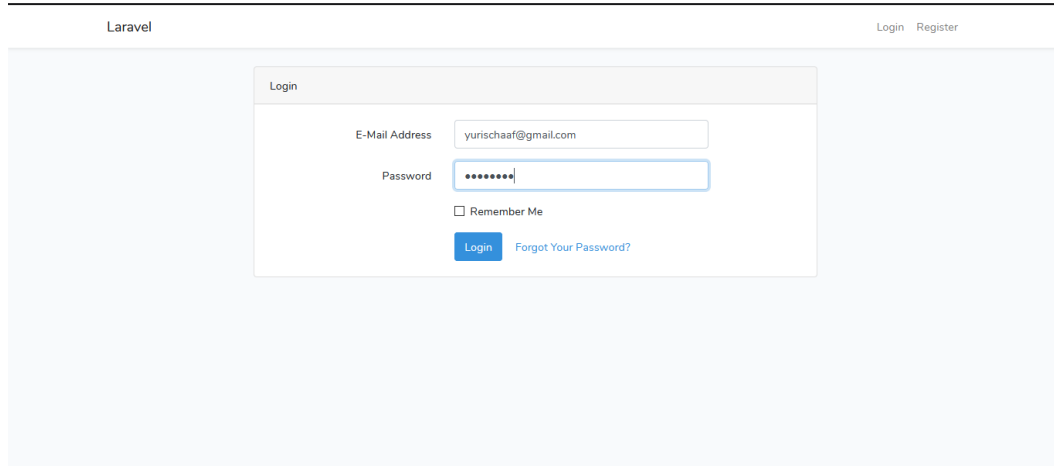 Laravel Login Register
Login
E-Mail Address yurischaaf@gmail.com
Password ••••••••
Remember Me
Login Forgot Your Password?